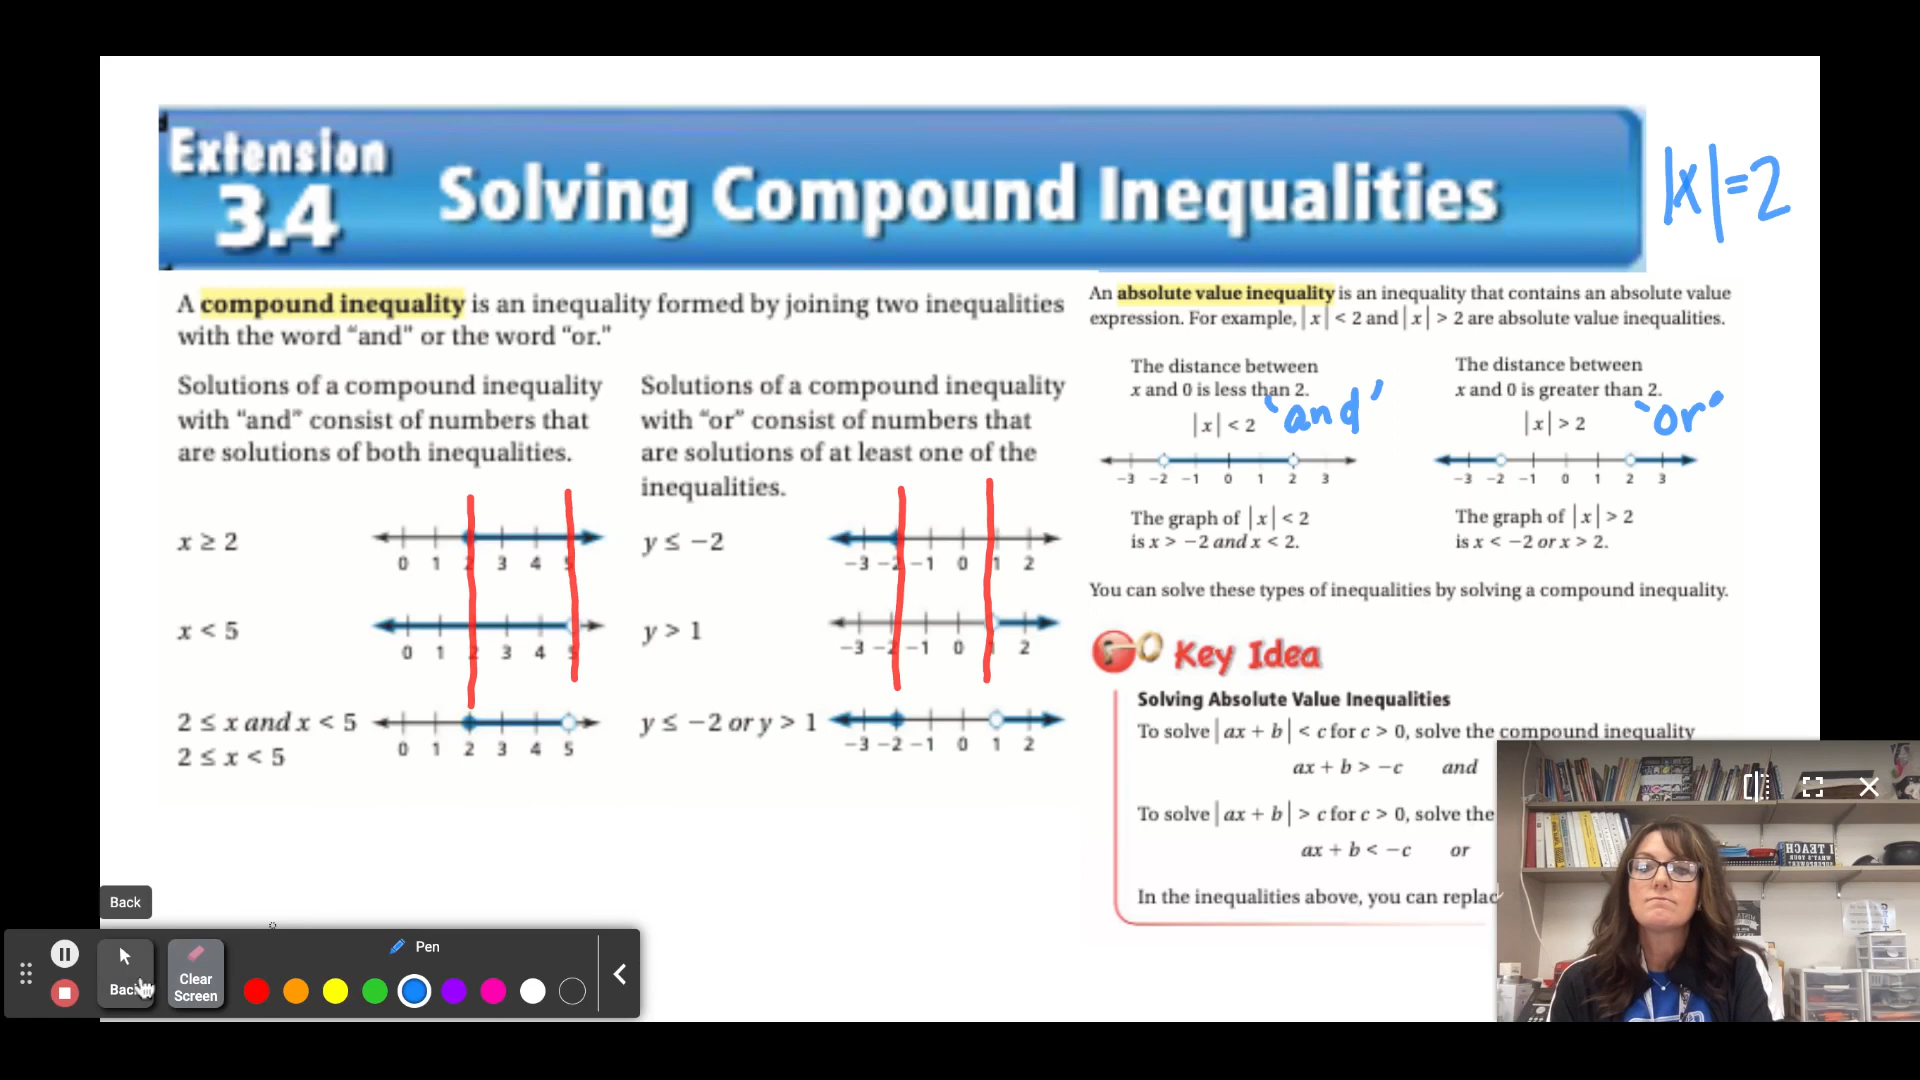 Extension
3.4
Solving Compound Inequalities
|x|=2
A compound inequality is an inequality formed by joining two inequalities
with the word “and” or the word “or.”
Solutions of a compound inequality
with “and” consist of numbers that
are solutions of both inequalities.
x ≥ 2
0 1 2 3 4 5
x < 5
0 1 2 3 4 5
2 ≤ x and x < 5
2 ≤ x < 5
0 1 2 3 4 5
Solutions of a compound inequality
with “or” consist of numbers that
are solutions of at least one of the
inequalities.
y ≤ −2
−3 −2 −1 0 1 2
y > 1
−3 −2 −1 0 1 2
y ≤ −2 or y > 1
−3 −2 −1 0 1 2
An absolute value inequality is an inequality that contains an absolute value
expression. For example, |x| < 2 and |x| > 2 are absolute value inequalities.
The distance between
x and 0 is less than 2.
|x| < 2
"and"
−3 −2 −1 0 1 2 3
The graph of |x| < 2
is x > −2 and x < 2.
The distance between
x and 0 is greater than 2.
|x| > 2
"or"
−3 −2 −1 0 1 2 3
The graph of |x| > 2
is x < −2 or x > 2.
You can solve these types of inequalities by solving a compound inequality.
Key Idea
Solving Absolute Value Inequalities
To solve |ax + b| < c for c > 0, solve the compound inequality
ax + b > −c and
To solve |ax + b| > c for c > 0, solve the
ax + b < −c or
In the inequalities above, you can replac
I TEACH
Back
Back
Clear
Screen
Pen